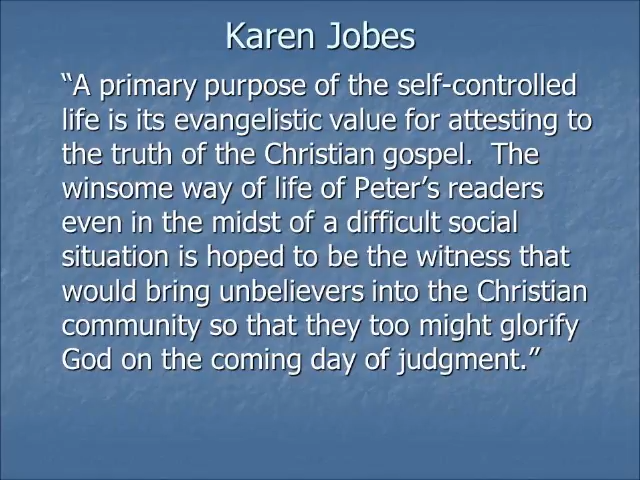 Karen Jobes
“A primary purpose of the self-controlled
life is its evangelistic value for attesting to
the truth of the Christian gospel.  The
winsome way of life of Peter’s readers
even in the midst of a difficult social
situation is hoped to be the witness that
would bring unbelievers into the Christian
community so that they too might glorify
God on the coming day of judgment.”